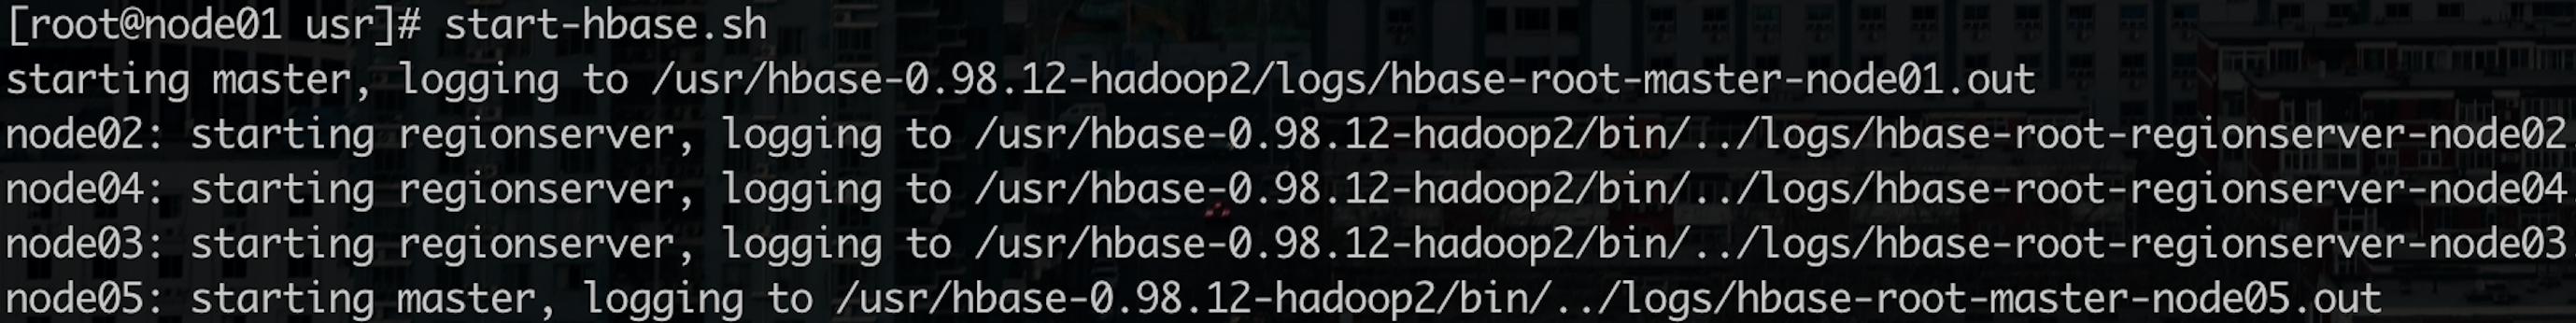 [root@node01 usr]# start-hbase.sh
starting master, logging to /usr/hbase-0.98.12-hadoop2/logs/hbase-root-master-node01.out
node02: starting regionserver, logging to /usr/hbase-0.98.12-hadoop2/bin/../logs/hbase-root-regionserver-node02
node04: starting regionserver, logging to /usr/hbase-0.98.12-hadoop2/bin/../logs/hbase-root-regionserver-node04
node03: starting regionserver, logging to /usr/hbase-0.98.12-hadoop2/bin/../logs/hbase-root-regionserver-node03.
node05: starting master, logging to /usr/hbase-0.98.12-hadoop2/bin/../logs/hbase-root-master-node05.out